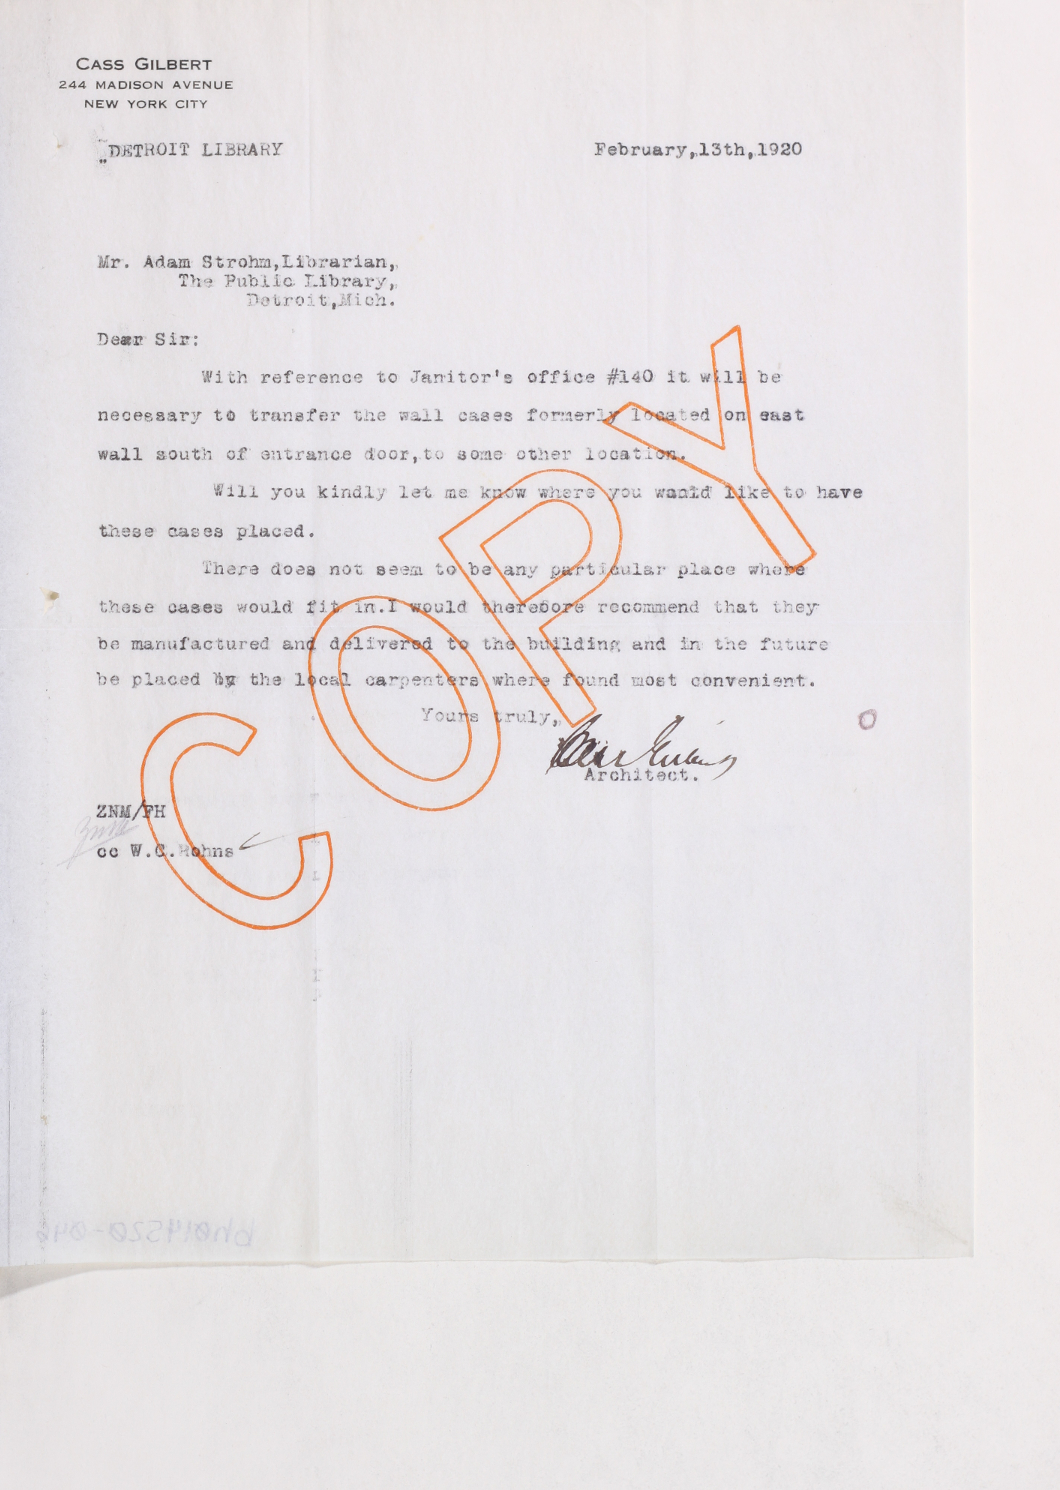 CASS GILBERT
244 MADISON AVENUE
NEW YORK CITY
"DETROIT LIBRARY February,13th,1920
Mr. Adam Strohm,Librarian,
The Public Library,
Detroit,Mich.
Dear Sir:
With reference to Janitor's office #140 it will be
necessary to transfer the wall cases formerly located on east
wall south of entrance door,to some other location.
Will you kindly let me know where you would like to have
these cases placed.
There does not seem to be any particular place where
these cases would fit in.I would therefore recommend that they
be manufactured and delivered to the building and in the future
be placed by the local carpenters where found most convenient.
Yours truly,
Cass Gilbert
Architect.
ZNM/FH
cc W.C.Rohns
COPY